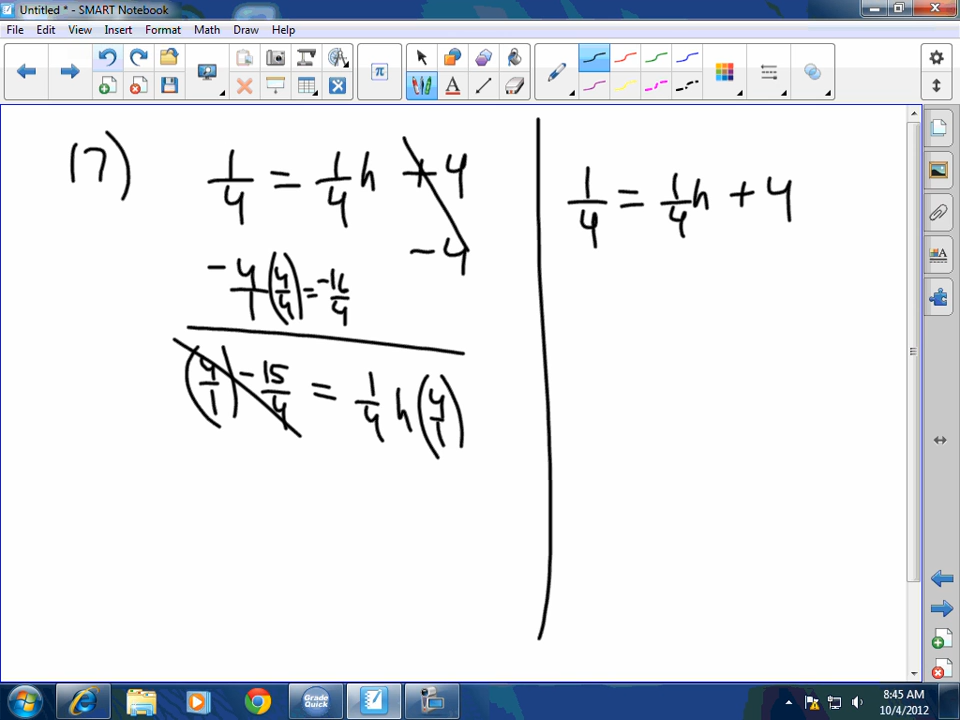 Untitled * - SMART Notebook
File Edit View Insert Format Math Draw Help
17)
1/4 = 1/4 h + 4
- 4
- 4/1 (4/4) = -16/4
(4/1) - 15/4 = 1/4 h (4/1)
1/4 = 1/4 h + 4
Grade Quick
8:45 AM
10/4/2012